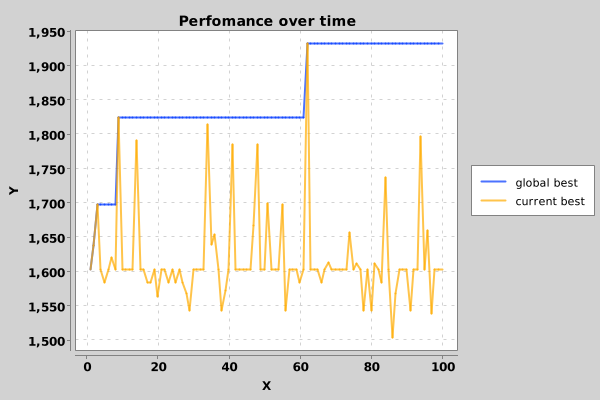 Perfomance over time
1,950
1,900
1,850
1,800
1,750
1,700
1,650
1,600
1,550
1,500
Y
0 20 40 60 80 100
X
global best
current best